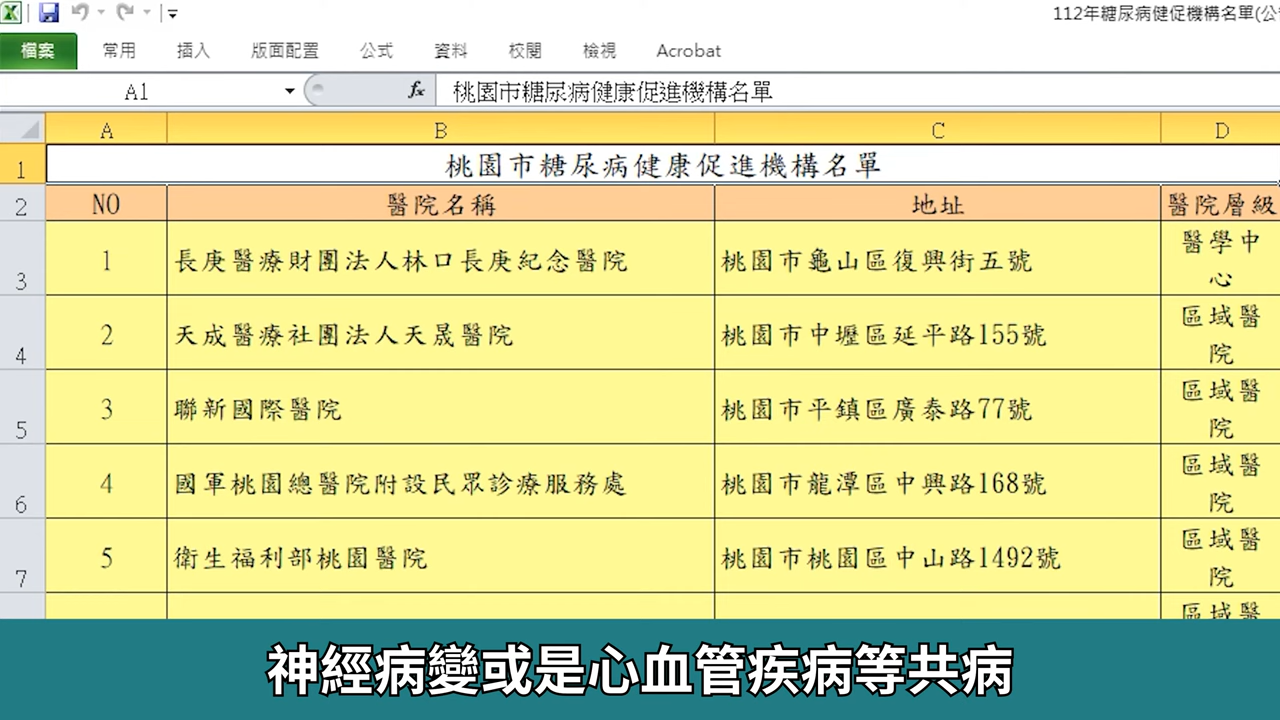 112年糖尿病健促機構名單(公
檔案 常用 插入 版面配置 公式 資料 校閱 檢視 Acrobat
A1 fx 桃園市糖尿病健康促進機構名單
A B C D
1 桃園市糖尿病健康促進機構名單
2 NO 醫院名稱 地址 醫院層級
3 1 長庚醫療財團法人林口長庚紀念醫院 桃園市龜山區復興街五號 醫學中心
4 2 天成醫療社團法人天晟醫院 桃園市中壢區延平路155號 區域醫院
5 3 聯新國際醫院 桃園市平鎮區廣泰路77號 區域醫院
6 4 國軍桃園總醫院附設民眾診療服務處 桃園市龍潭區中興路168號 區域醫院
7 5 衛生福利部桃園醫院 桃園市桃園區中山路1492號 區域醫院
區域醫
神經病變或是心血管疾病等共病